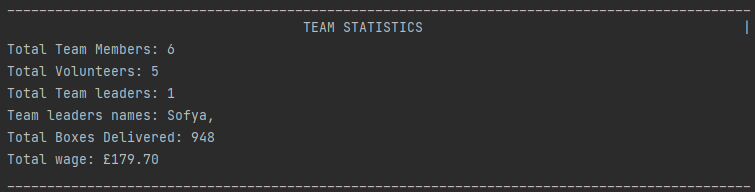 ----------------------------------------------------------------------------------------------
TEAM STATISTICS |
Total Team Members: 6
Total Volunteers: 5
Total Team leaders: 1
Team leaders names: Sofya,
Total Boxes Delivered: 948
Total wage: £179.70
----------------------------------------------------------------------------------------------